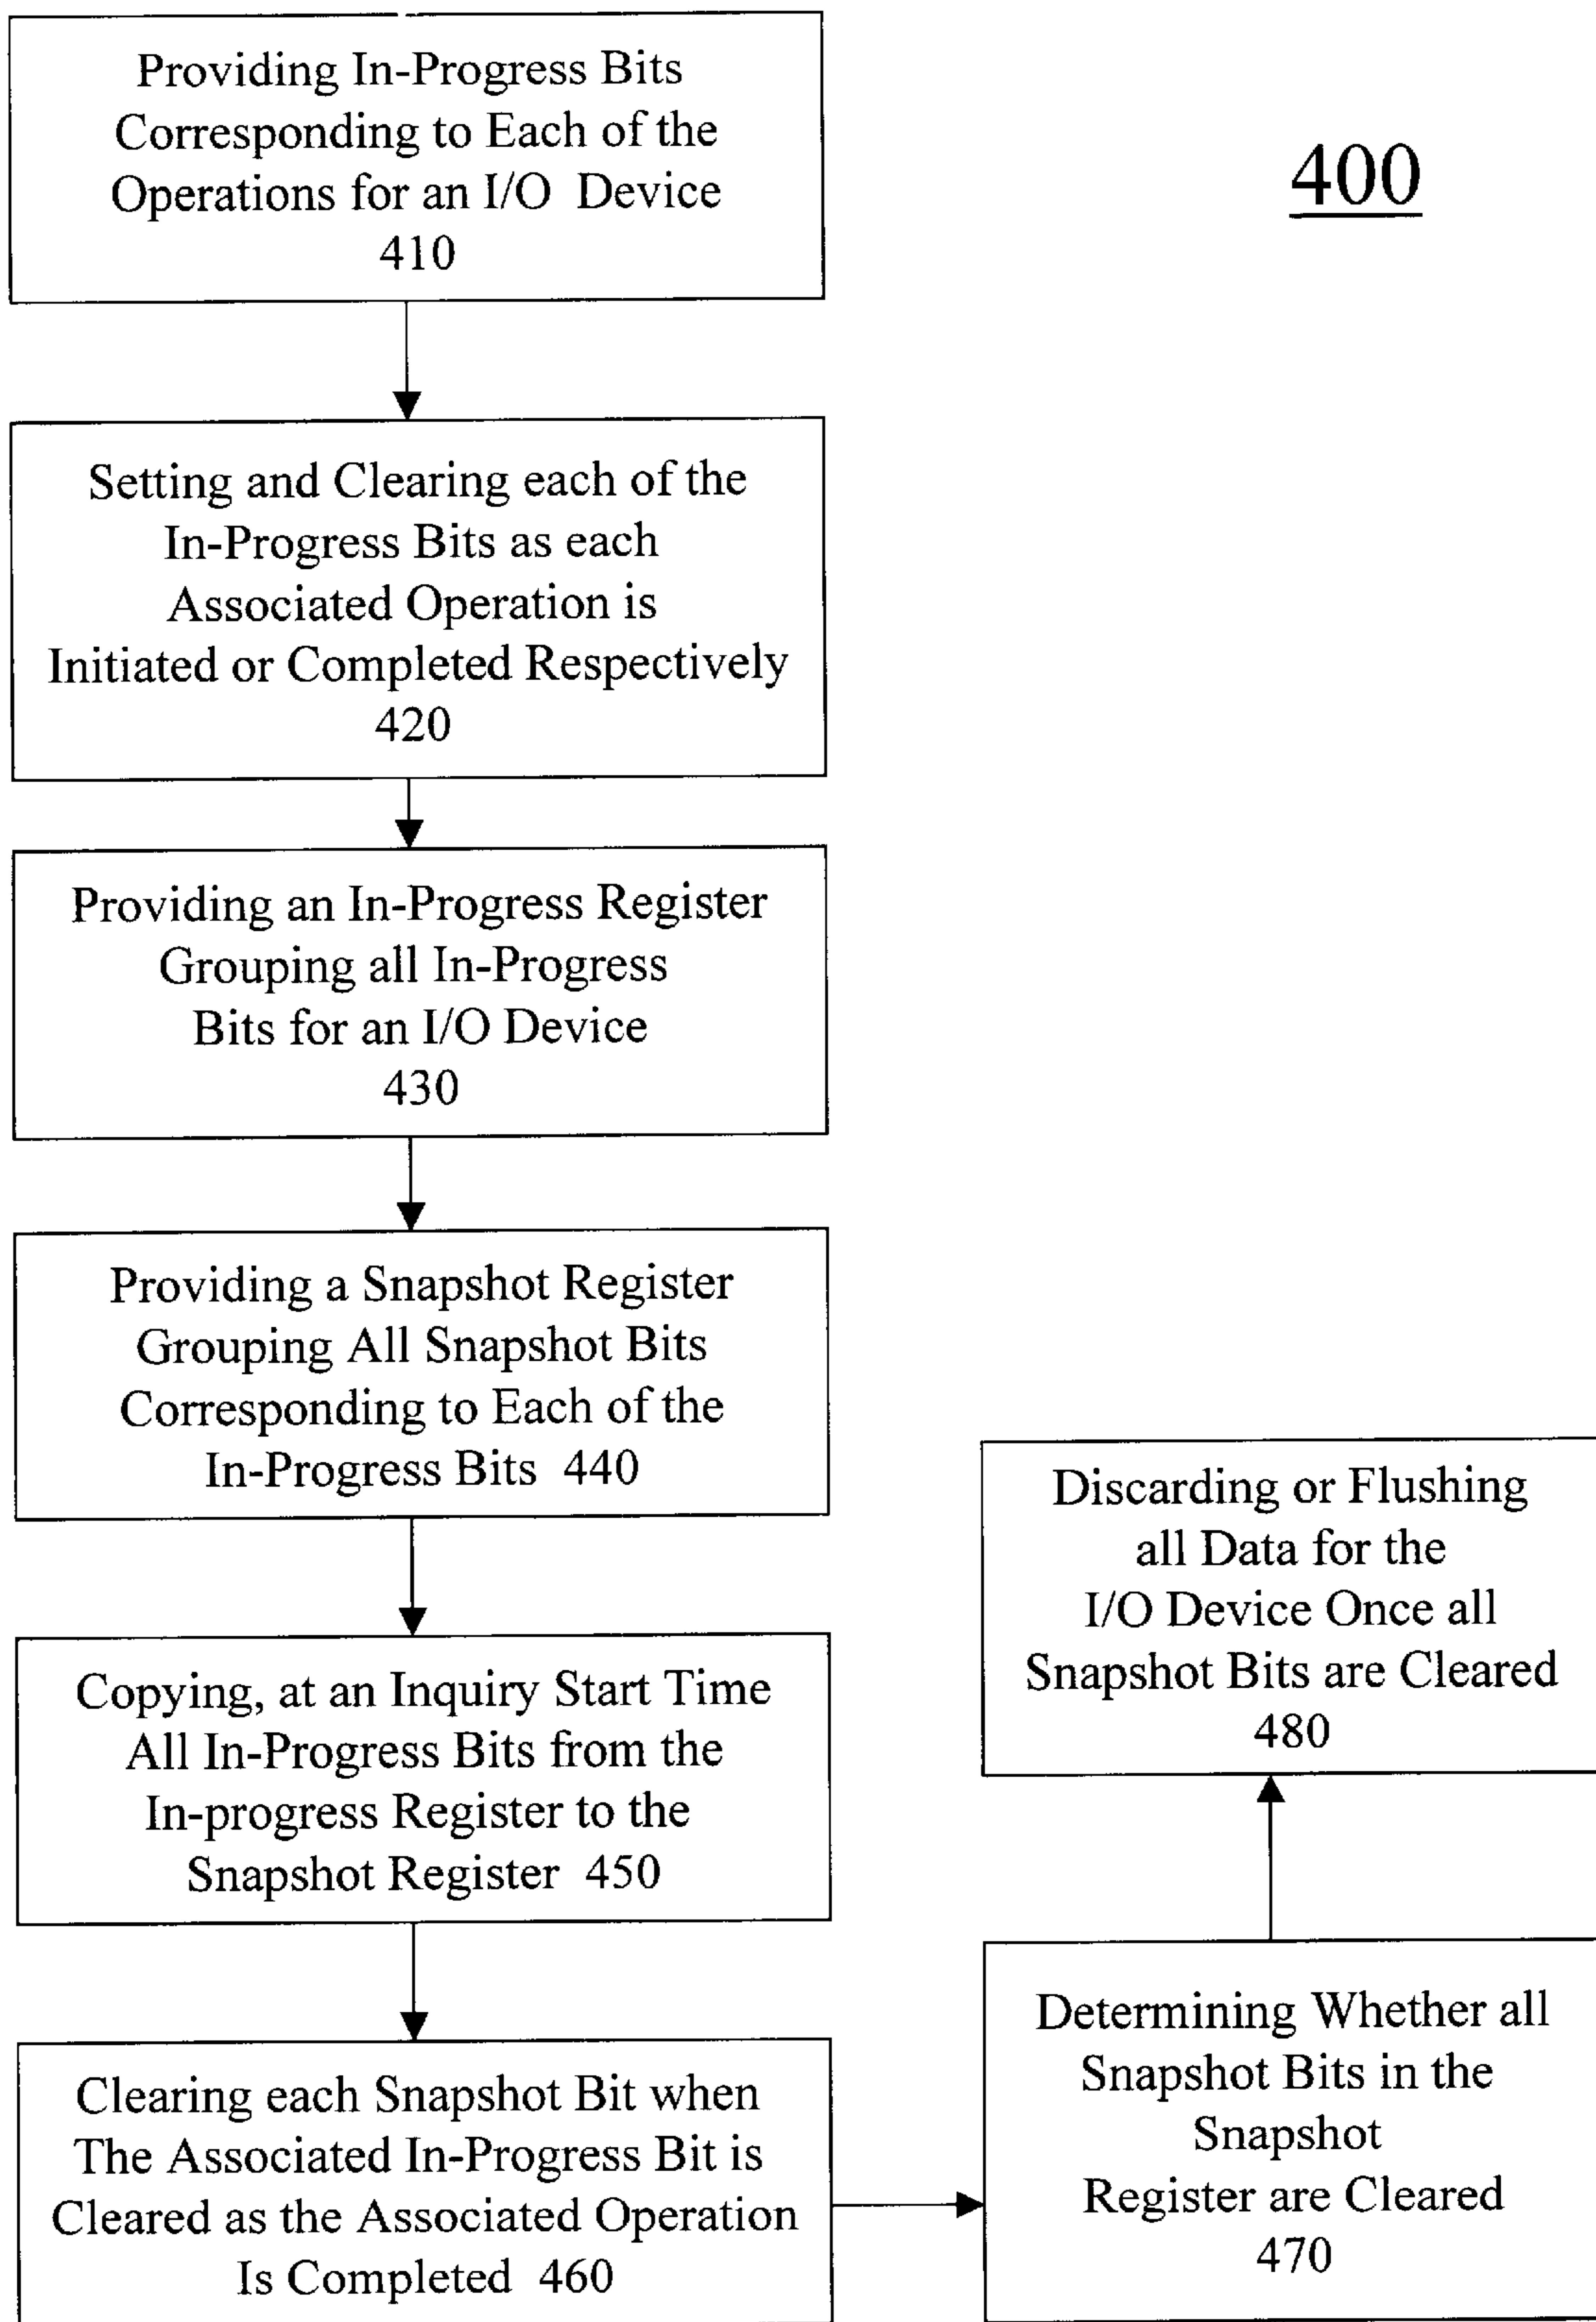 Providing In-Progress Bits
Corresponding to Each of the
Operations for an I/O Device
410
400
Setting and Clearing each of the
In-Progress Bits as each
Associated Operation is
Initiated or Completed Respectively
420
Providing an In-Progress Register
Grouping all In-Progress
Bits for an I/O Device
430
Providing a Snapshot Register
Grouping All Snapshot Bits
Corresponding to Each of the
In-Progress Bits 440
Copying, at an Inquiry Start Time
All In-Progress Bits from the
In-progress Register to the
Snapshot Register 450
Clearing each Snapshot Bit when
The Associated In-Progress Bit is
Cleared as the Associated Operation
Is Completed 460
Determining Whether all
Snapshot Bits in the
Snapshot
Register are Cleared
470
Discarding or Flushing
all Data for the
I/O Device Once all
Snapshot Bits are Cleared
480